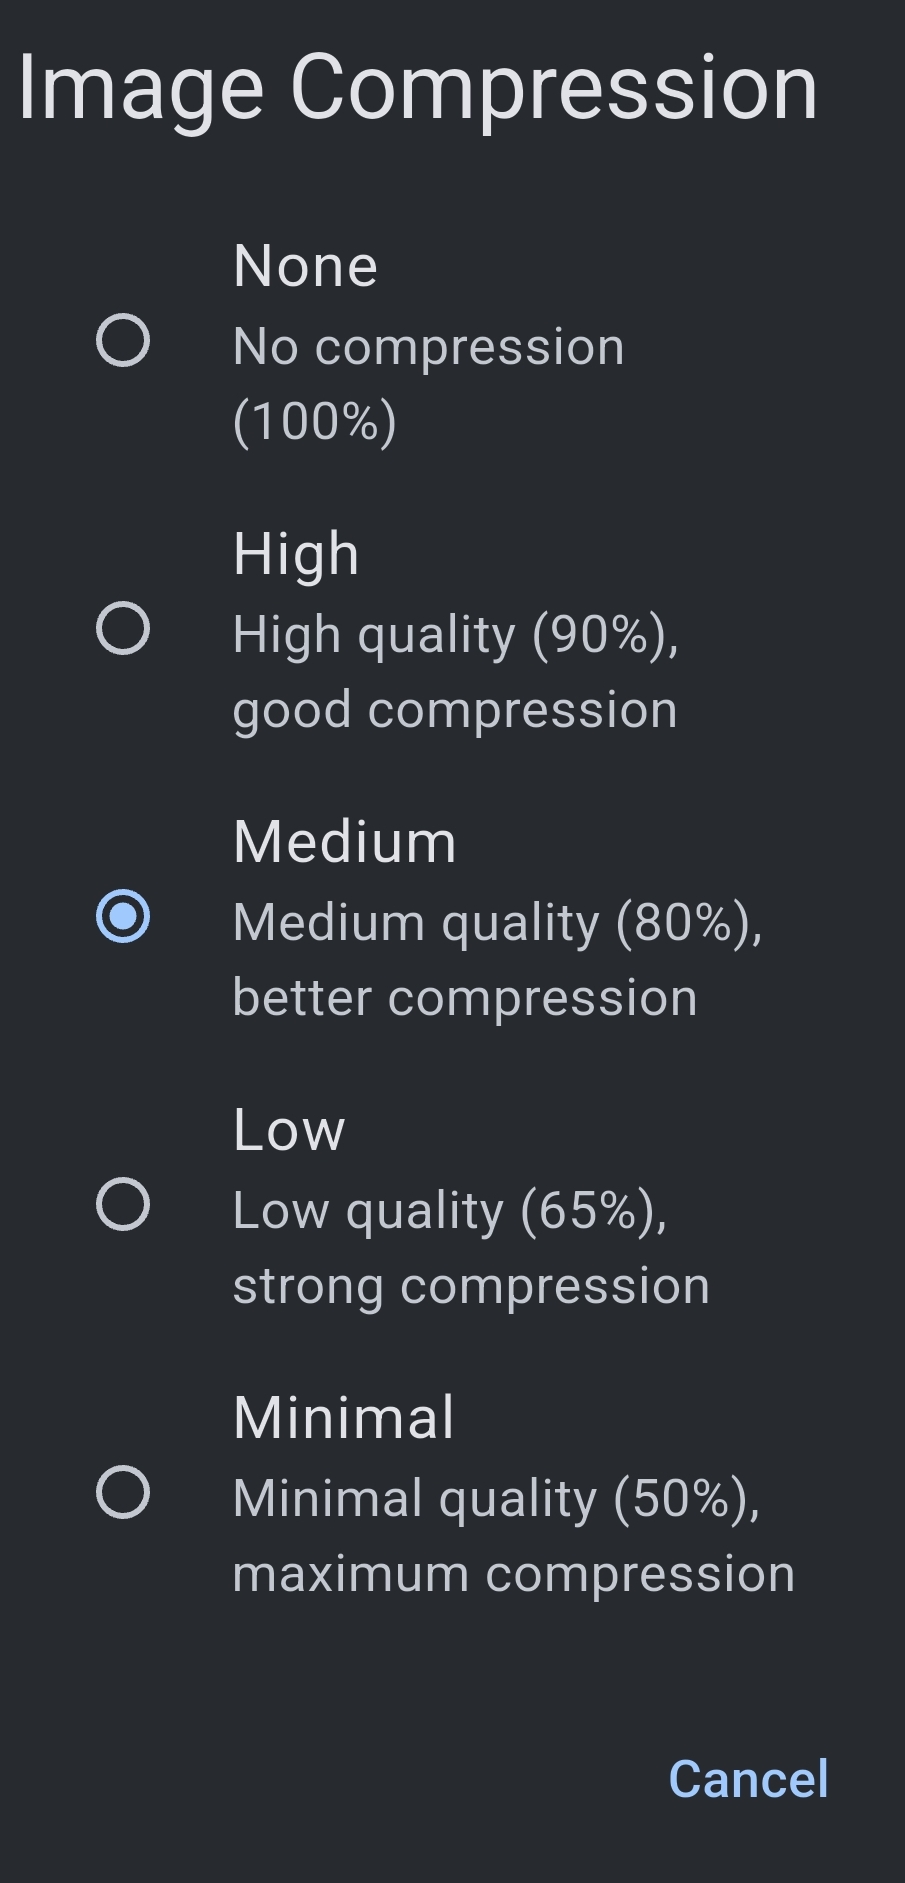 Image Compression
None
No compression
(100%)
High
High quality (90%),
good compression
Medium
Medium quality (80%),
better compression
Low
Low quality (65%),
strong compression
Minimal
Minimal quality (50%),
maximum compression
Cancel